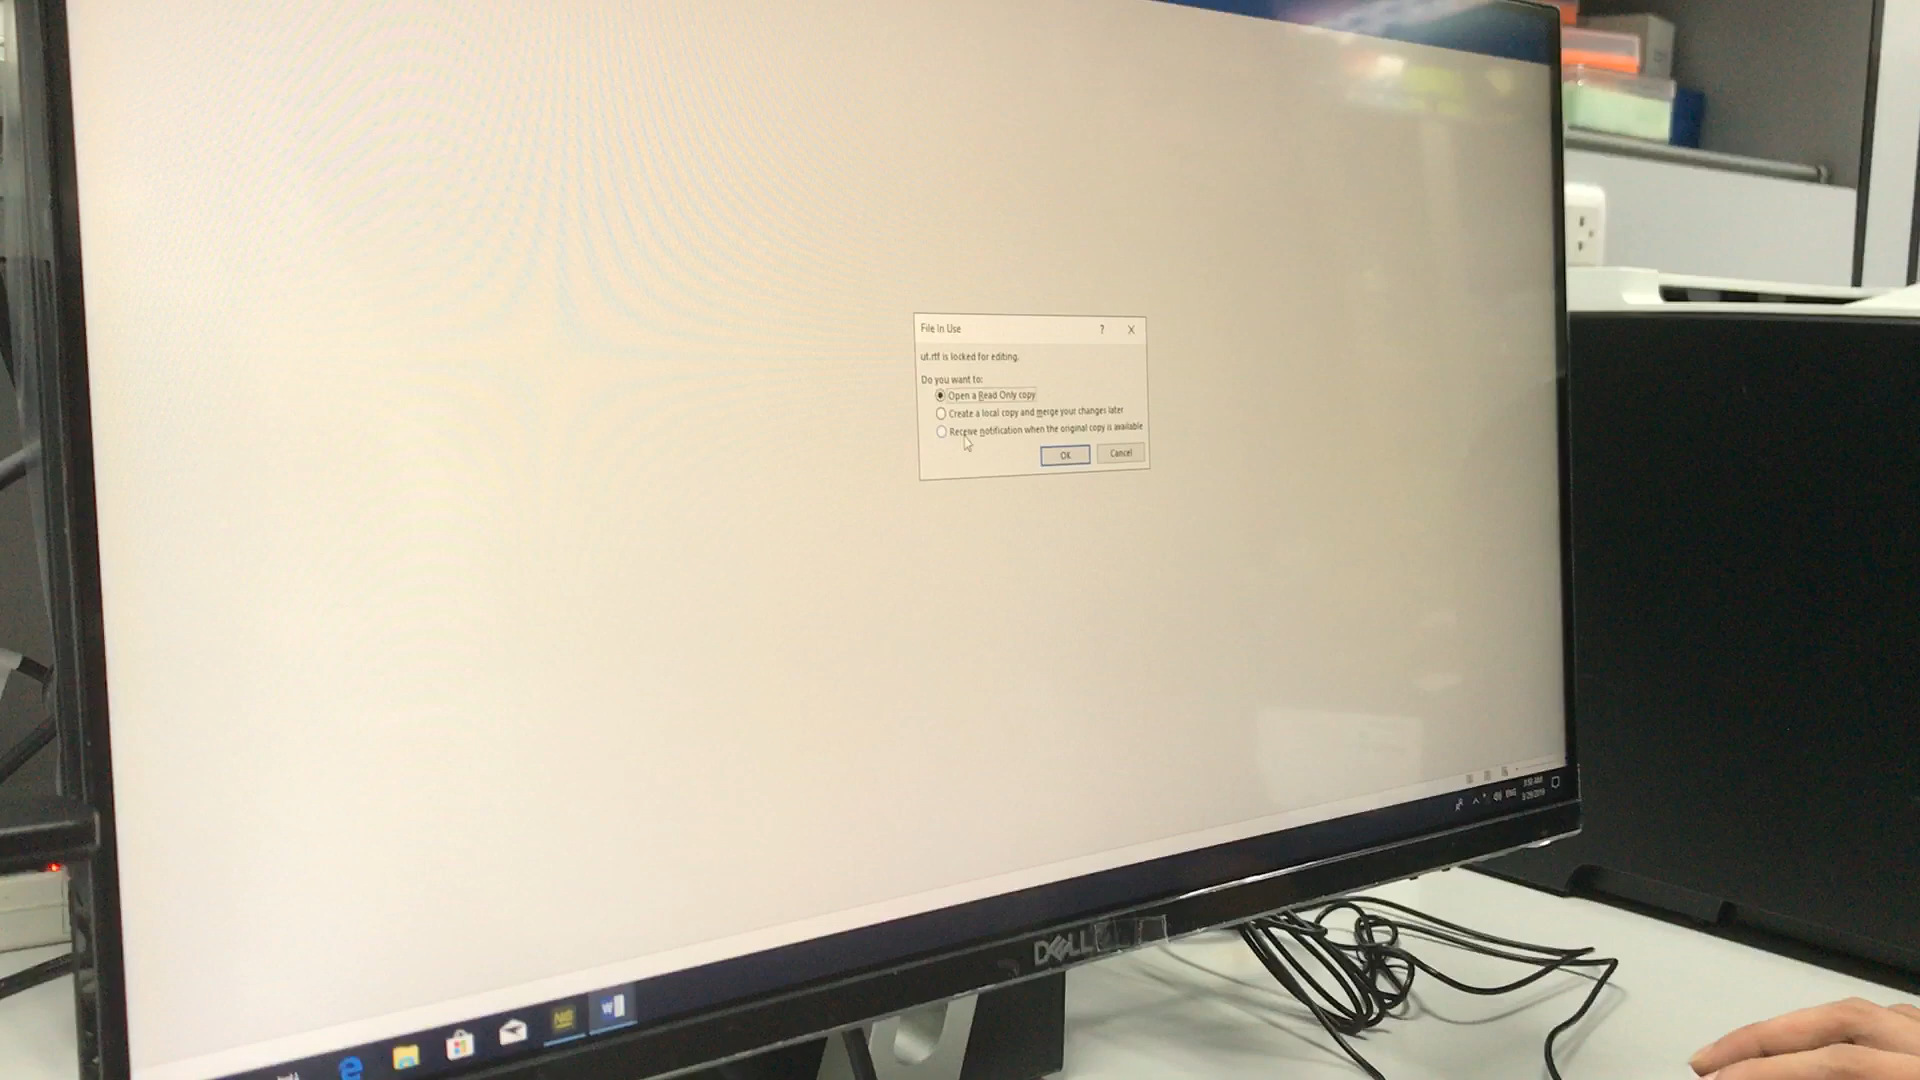 File In Use
ut.rtf is locked for editing.
Do you want to:
Open a Read Only copy
Create a local copy and merge your changes later
Receive notification when the original copy is available
OK
Cancel
ENG
DELL